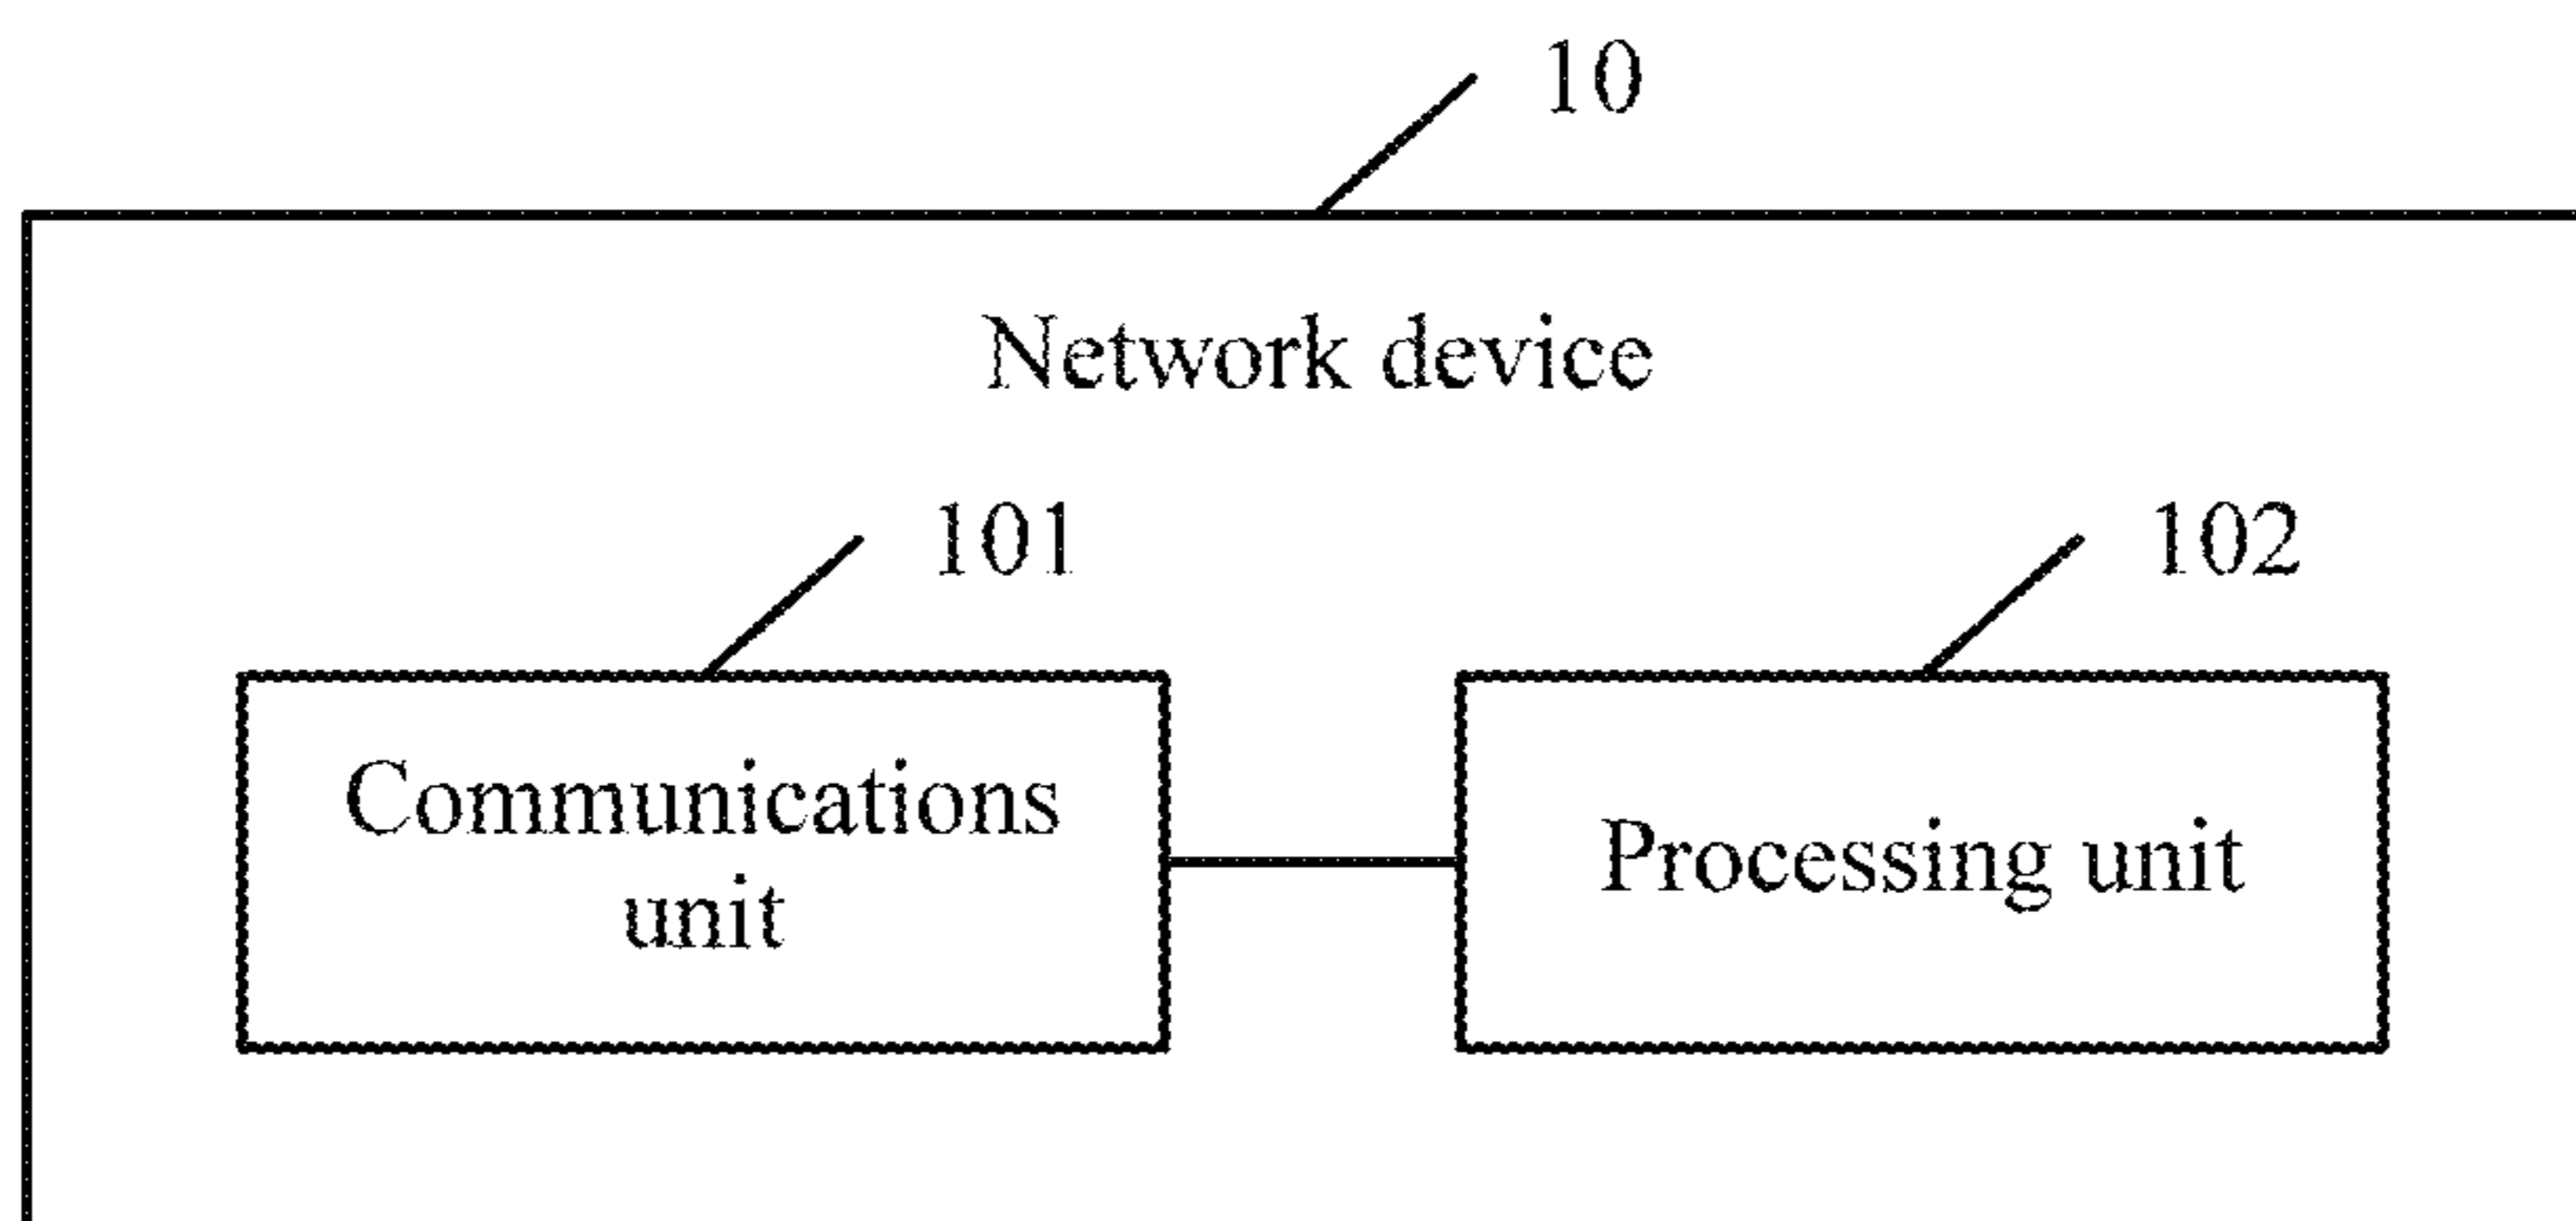 10
Network device
101
102
Communications
unit
Processing unit